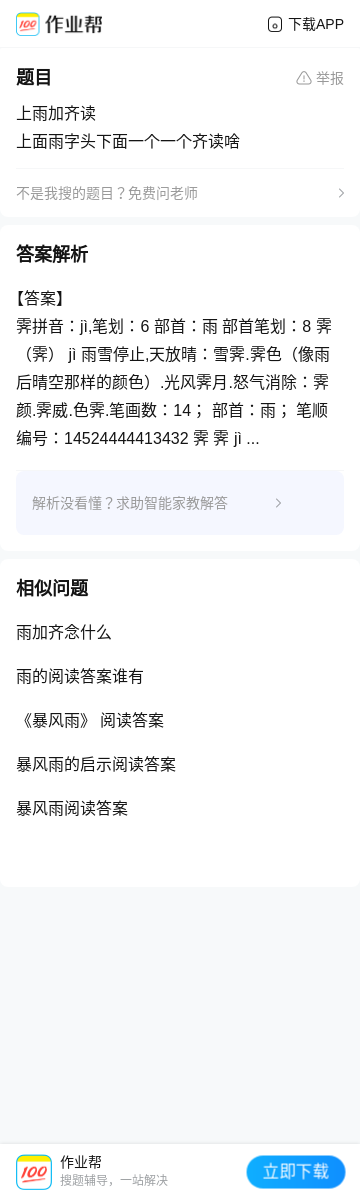 作业帮
下载APP
题目
举报
上雨加齐读
上面雨字头下面一个一个齐读啥
不是我搜的题目？免费问老师
答案解析
【答案】
霁拼音：jì,笔划：6 部首：雨 部首笔划：8 霁
（霁） jì 雨雪停止,天放晴：雪霁.霁色（像雨
后晴空那样的颜色）.光风霁月.怒气消除：霁
颜.霁威.色霁.笔画数：14； 部首：雨； 笔顺
编号：14524444413432 霁 霁 jì ...
解析没看懂？求助智能家教解答
相似问题
雨加齐念什么
雨的阅读答案谁有
《暴风雨》 阅读答案
暴风雨的启示阅读答案
暴风雨阅读答案
100
作业帮
搜题辅导，一站解决
立即下载